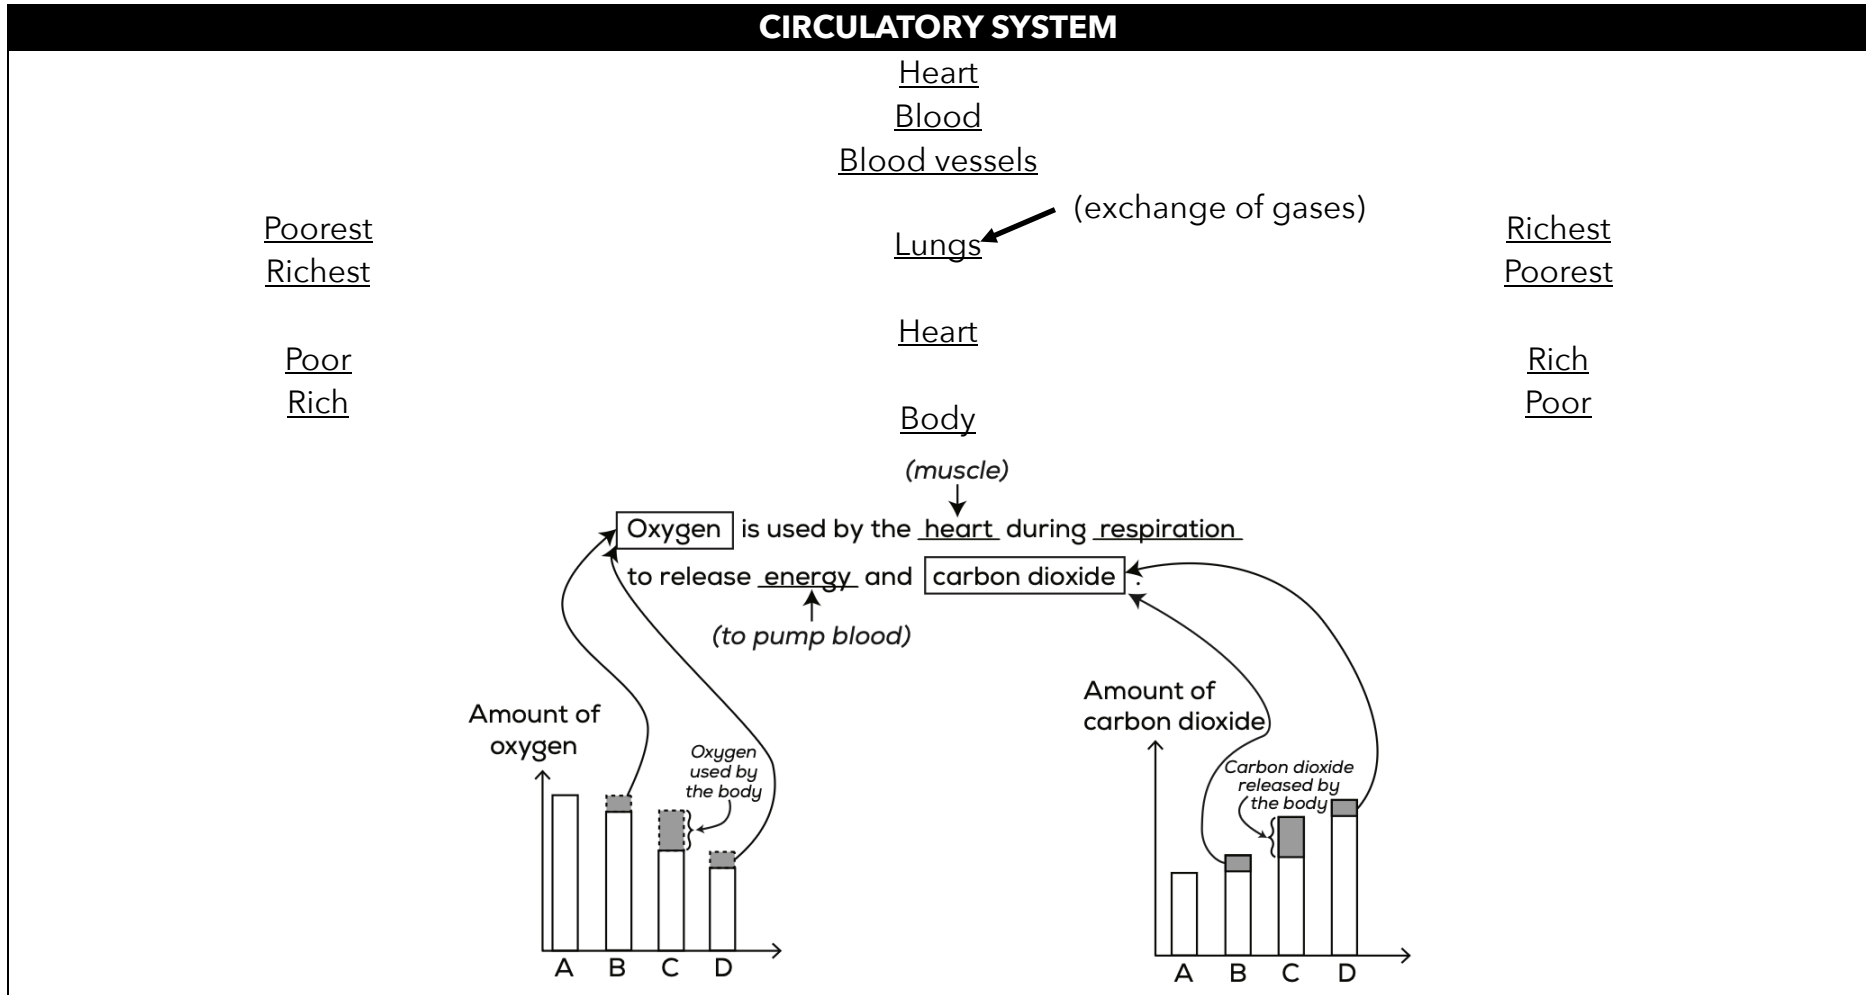 CIRCULATORY SYSTEM
Heart
Blood
Blood vessels
(exchange of gases)
Poorest
Lungs
Richest
Richest
Poorest
Heart
Poor
Rich
Rich
Poor
Body
(muscle)
Oxygen is used by the heart during respiration
to release energy and carbon dioxide .
(to pump blood)
Amount of
oxygen
Oxygen
used by
the body
A B C D
Amount of
carbon dioxide
Carbon dioxide
released by
the body
A B C D